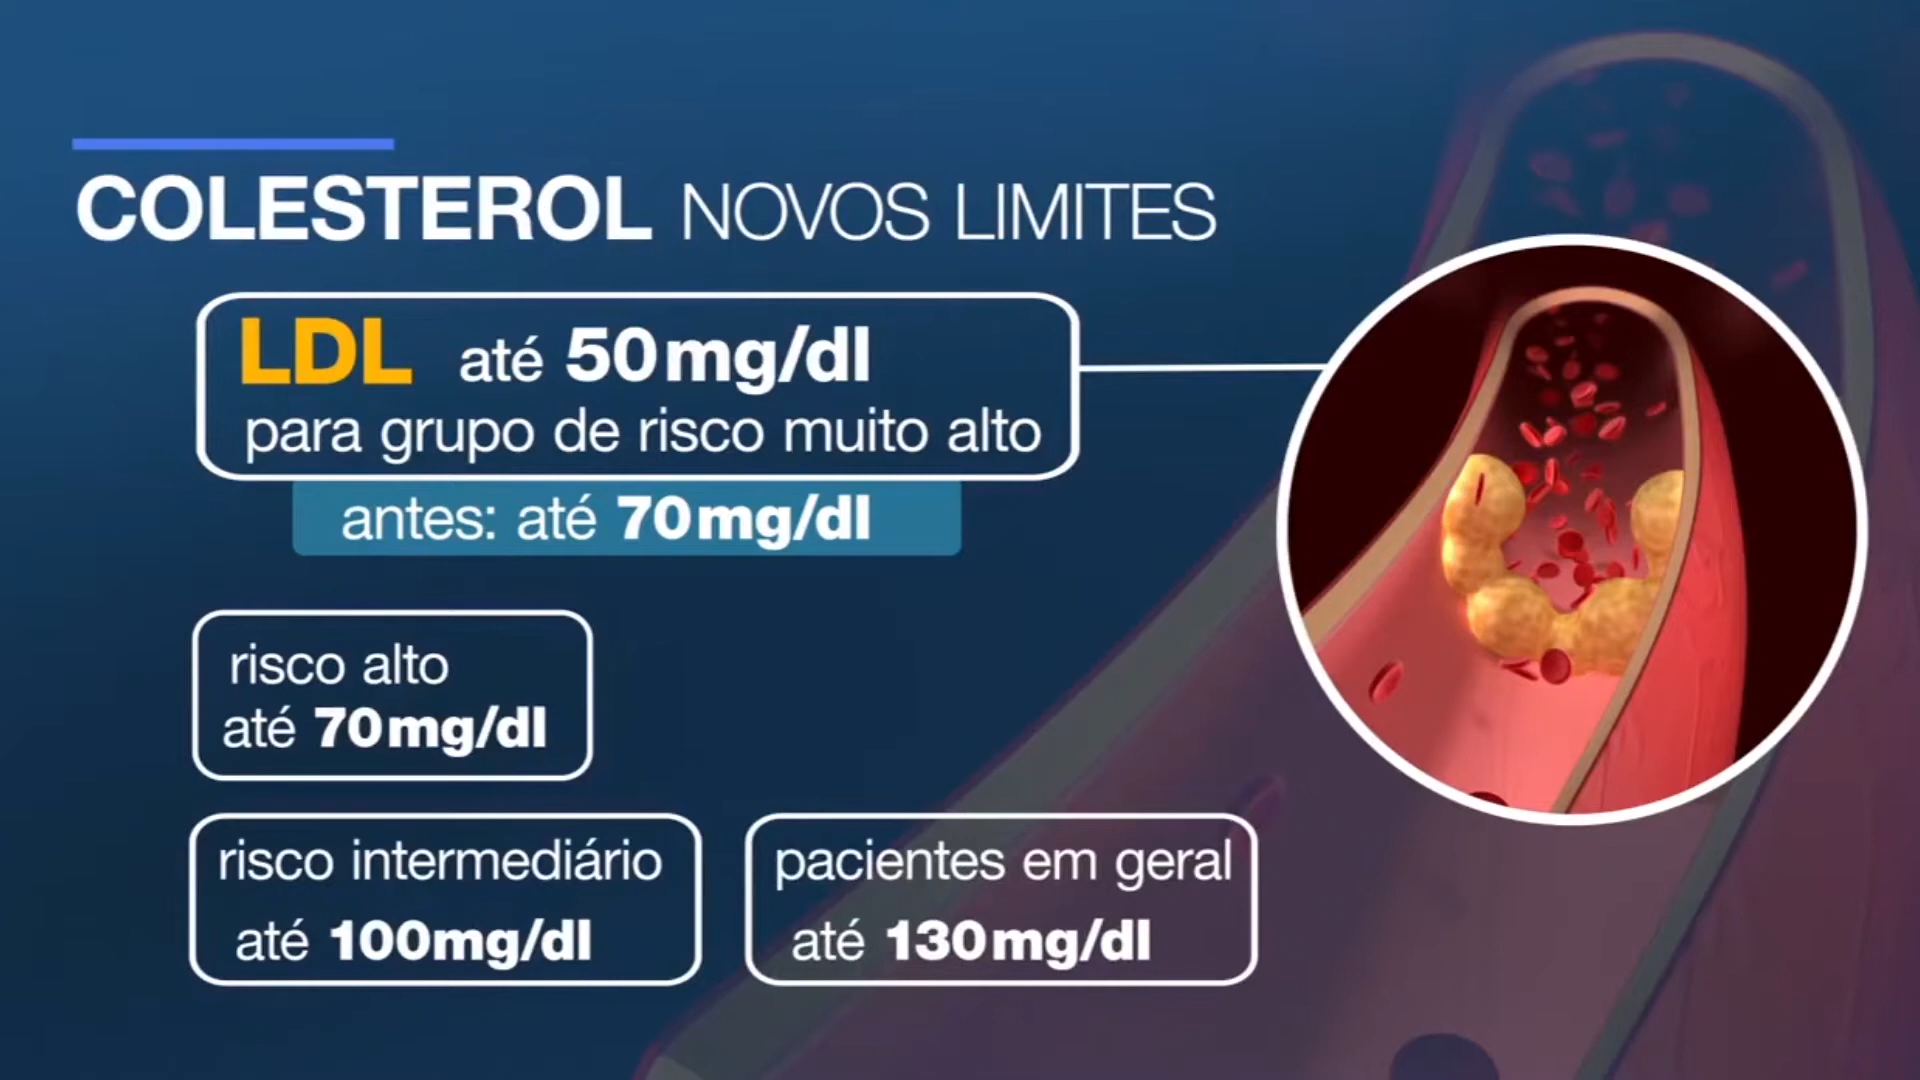 COLESTEROL NOVOS LIMITES
LDL até 50mg/dl
para grupo de risco muito alto
antes: até 70mg/dl
risco alto
até 70mg/dl
risco intermediário
até 100mg/dl
pacientes em geral
até 130mg/dl